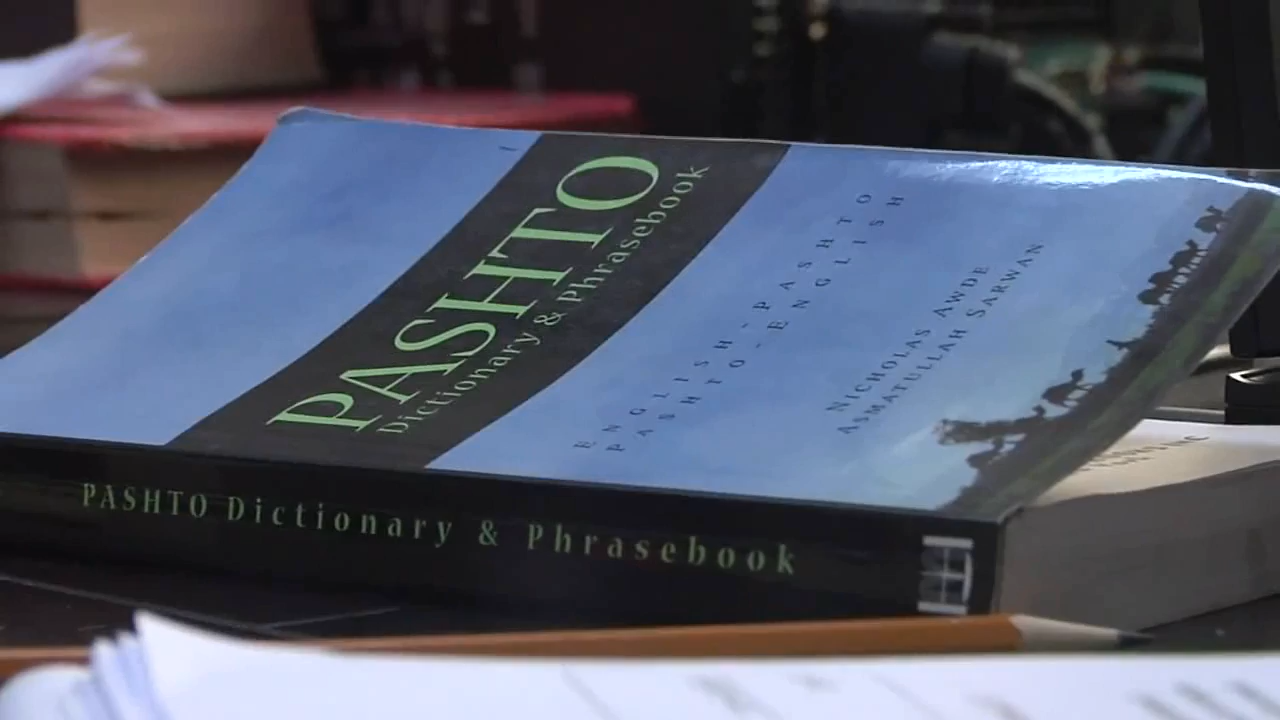 PASHTO
Dictionary & Phrasebook
ENGLISH-PASHTO
PASHTO-ENGLISH
NICHOLAS AWDE
ASMATULLAH SARWAN
PASHTO Dictionary & Phrasebook